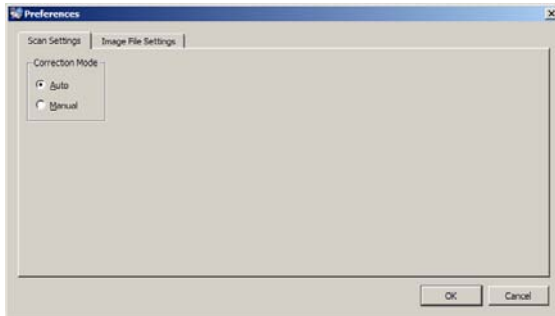 Preferences
Scan Settings Image File Settings
Correction Mode
Auto
Manual
OK Cancel